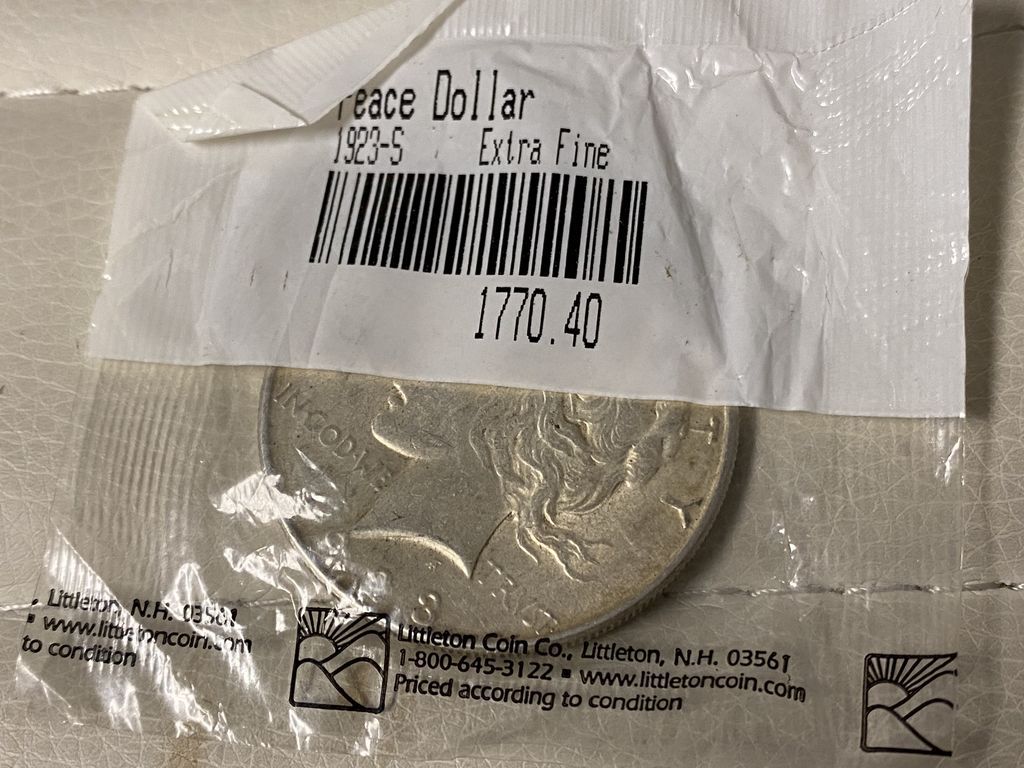 Peace Dollar
1923-S Extra Fine
1770.40
IN GOD WE
T Y
Littleton, N.H. 03561
▪ www.littletoncoin.com
to condition
Littleton Coin Co., Littleton, N.H. 03561
1-800-645-3122 ▪ www.littletoncoin.com
Priced according to condition